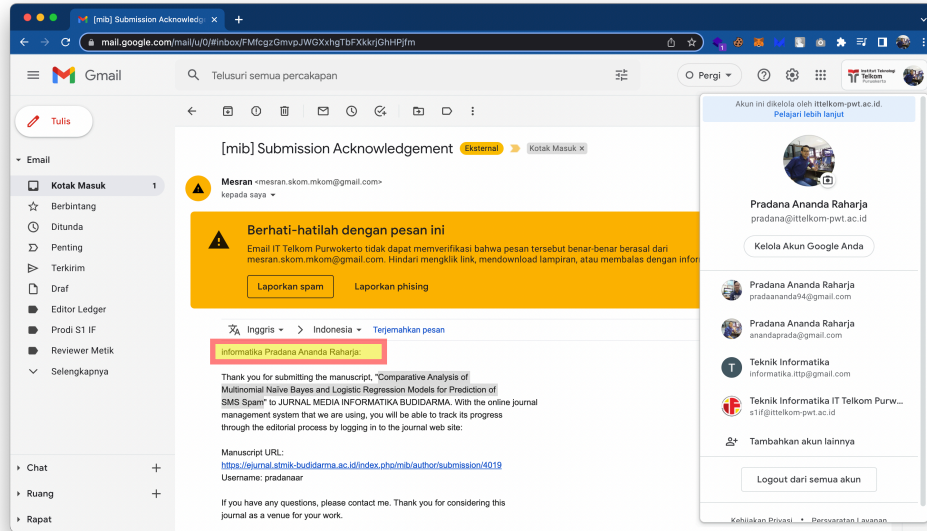 [mib] Submission Acknowledge
mail.google.com/mail/u/0/#inbox/FMfcgzGmvpJWGXxhgTbFXkkrjGhHPjfm
Gmail
Telusuri semua percakapan
Pergi
Institut Teknologi
Telkom
Purwokerto
Tulis
Email
Kotak Masuk 1
Berbintang
Ditunda
Penting
Terkirim
Draf
Editor Ledger
Prodi S1 IF
Reviewer Metik
Selengkapnya
Chat
Ruang
Rapat
[mib] Submission Acknowledgement Eksternal Kotak Masuk ×
Mesran <mesran.skom.mkom@gmail.com>
kepada saya
Berhati-hatilah dengan pesan ini
Email IT Telkom Purwokerto tidak dapat memverifikasi bahwa pesan tersebut benar-benar berasal dari
mesran.skom.mkom@gmail.com. Hindari mengklik link, mendownload lampiran, atau membalas dengan infor
Laporkan spam Laporkan phising
Inggris > Indonesia Terjemahkan pesan
informatika Pradana Ananda Raharja:
Thank you for submitting the manuscript, "Comparative Analysis of
Multinomial Naïve Bayes and Logistic Regression Models for Prediction of
SMS Spam" to JURNAL MEDIA INFORMATIKA BUDIDARMA. With the online journal
management system that we are using, you will be able to track its progress
through the editorial process by logging in to the journal web site:
Manuscript URL:
https://ejurnal.stmik-budidarma.ac.id/index.php/mib/author/submission/4019
Username: pradanaar
If you have any questions, please contact me. Thank you for considering this
journal as a venue for your work.
Akun ini dikelola oleh ittelkom-pwt.ac.id.
Pelajari lebih lanjut
Pradana Ananda Raharja
pradana@ittelkom-pwt.ac.id
Kelola Akun Google Anda
Pradana Ananda Raharja
pradaananda94@gmail.com
Pradana Ananda Raharja
anandaprada@gmail.com
T
Teknik Informatika
informatika.ittp@gmail.com
Teknik Informatika IT Telkom Purw...
s1if@ittelkom-pwt.ac.id
Tambahkan akun lainnya
Logout dari semua akun
Kebijakan Privasi • Persyaratan Layanan